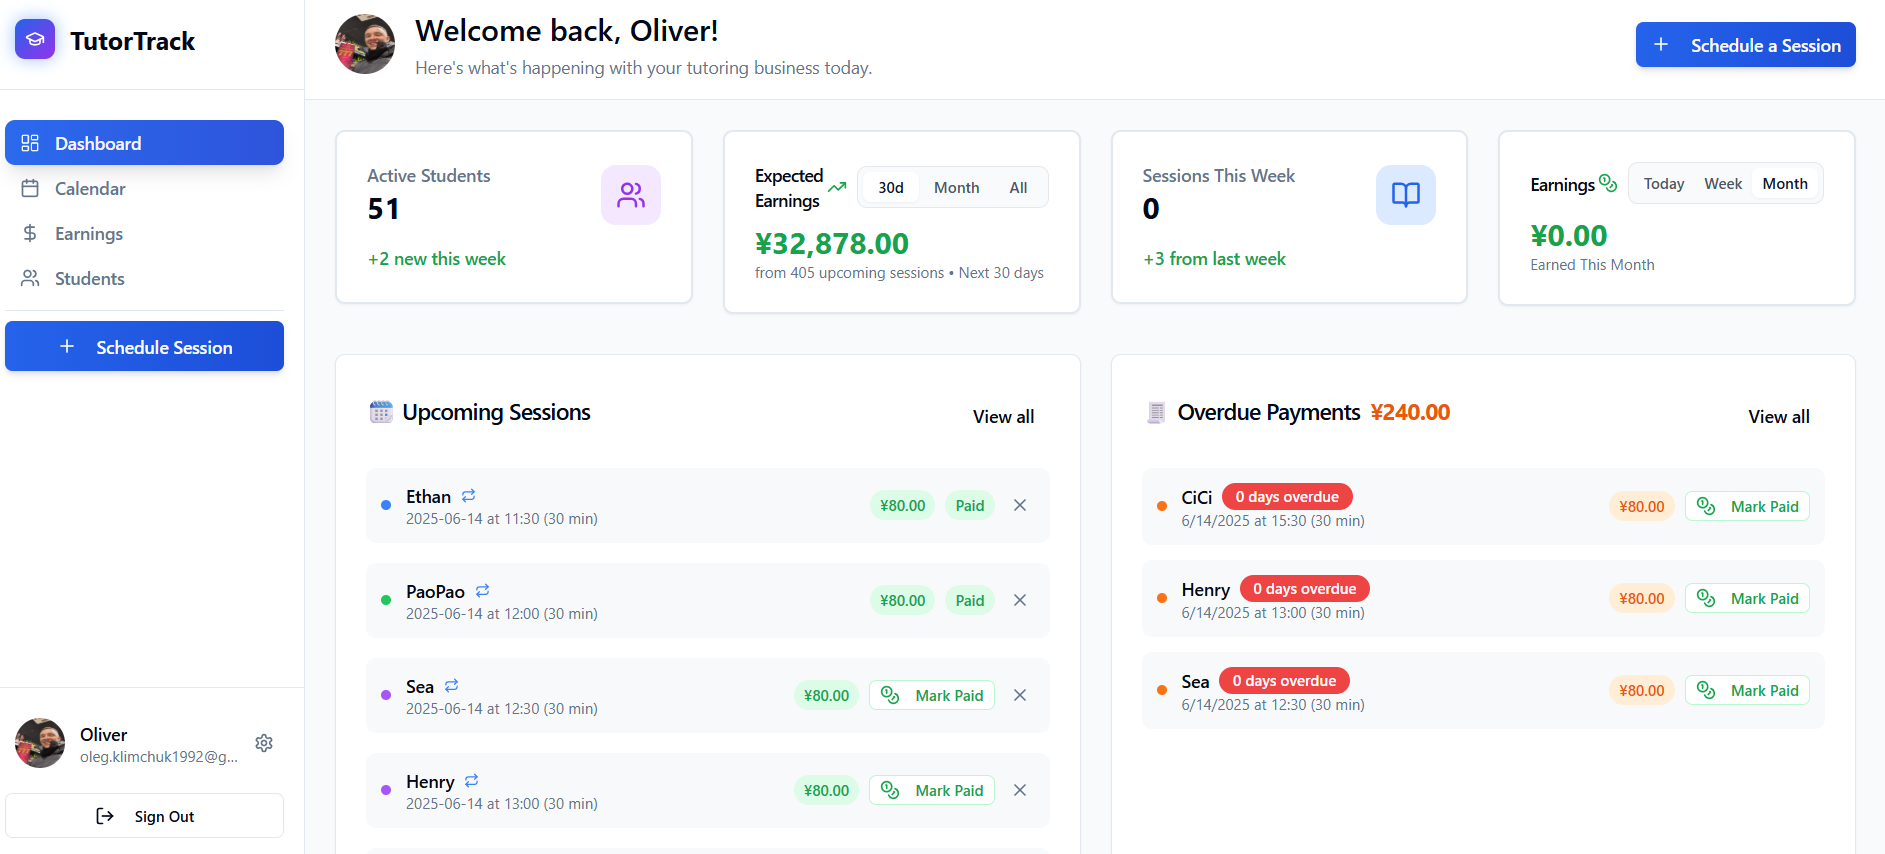 TutorTrack
Dashboard
Calendar
Earnings
Students
Schedule Session
Oliver
oleg.klimchuk1992@g...
Sign Out
Welcome back, Oliver!
Here's what's happening with your tutoring business today.
Schedule a Session
Active Students
51
+2 new this week
Expected
Earnings
30d Month All
¥32,878.00
from 405 upcoming sessions • Next 30 days
Sessions This Week
0
+3 from last week
Earnings
Today Week Month
¥0.00
Earned This Month
Upcoming Sessions
View all
Ethan
2025-06-14 at 11:30 (30 min)
¥80.00 Paid
PaoPao
2025-06-14 at 12:00 (30 min)
¥80.00 Paid
Sea
2025-06-14 at 12:30 (30 min)
¥80.00 Mark Paid
Henry
2025-06-14 at 13:00 (30 min)
¥80.00 Mark Paid
Overdue Payments ¥240.00
View all
CiCi 0 days overdue
6/14/2025 at 15:30 (30 min)
¥80.00 Mark Paid
Henry 0 days overdue
6/14/2025 at 13:00 (30 min)
¥80.00 Mark Paid
Sea 0 days overdue
6/14/2025 at 12:30 (30 min)
¥80.00 Mark Paid